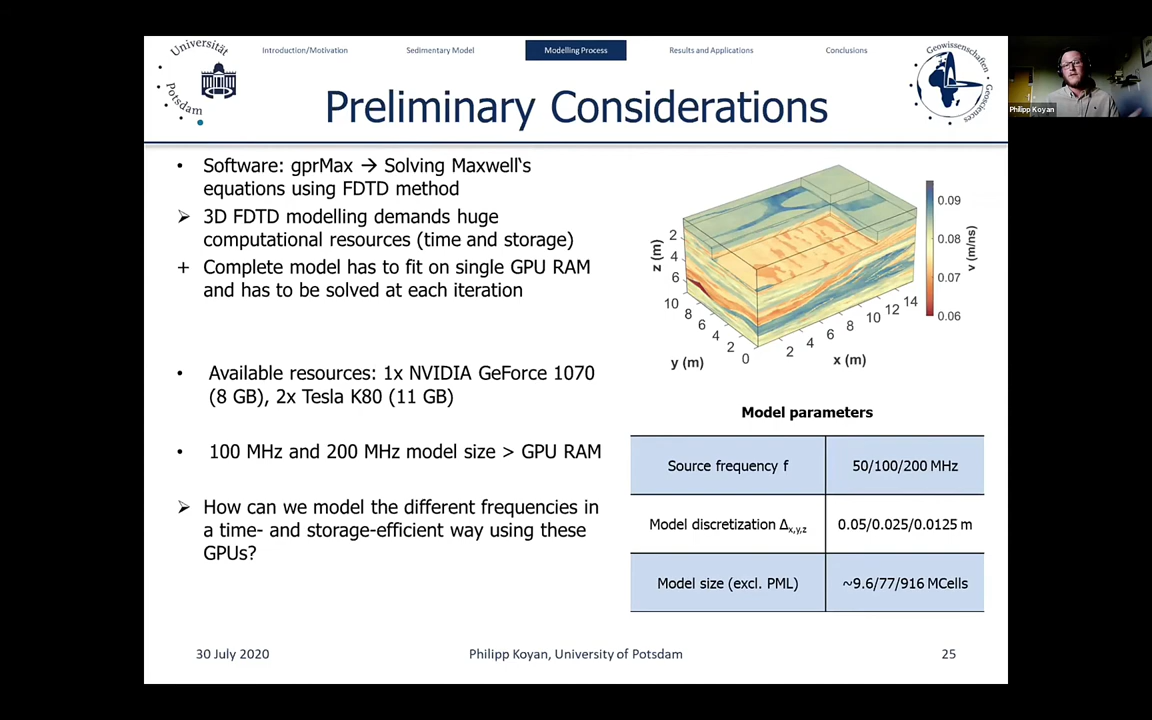 Universität
Potsdam
Introduction/Motivation
Sedimentary Model
Modelling Process
Results and Applications
Conclusions
Geowissenschaften
Geosciences
Philipp Koyan
Preliminary Considerations
• Software: gprMax → Solving Maxwell‘s
equations using FDTD method
➢ 3D FDTD modelling demands huge
computational resources (time and storage)
+ Complete model has to fit on single GPU RAM
and has to be solved at each iteration
• Available resources: 1x NVIDIA GeForce 1070
(8 GB), 2x Tesla K80 (11 GB)
• 100 MHz and 200 MHz model size > GPU RAM
➢ How can we model the different frequencies in
a time- and storage-efficient way using these
GPUs?
z (m)
2
4
6
10
8
6
4
2
0
y (m)
2
4
6
8
10
12
14
x (m)
0.09
0.08
0.07
0.06
v (m/ns)
Model parameters
Source frequency f
50/100/200 MHz
Model discretization Δx,y,z
0.05/0.025/0.0125 m
Model size (excl. PML)
~9.6/77/916 MCells
30 July 2020
Philipp Koyan, University of Potsdam
25